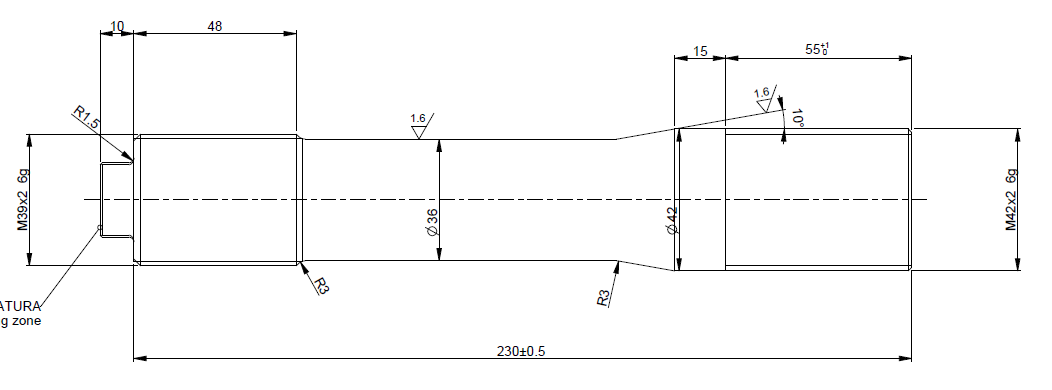 10
48
15
55 +1 0
R1.5
1.6
1.6
10°
M39x2 6g
Ø36
Ø42
M42x2 6g
R3
R3
ATURA
g zone
230±0.5